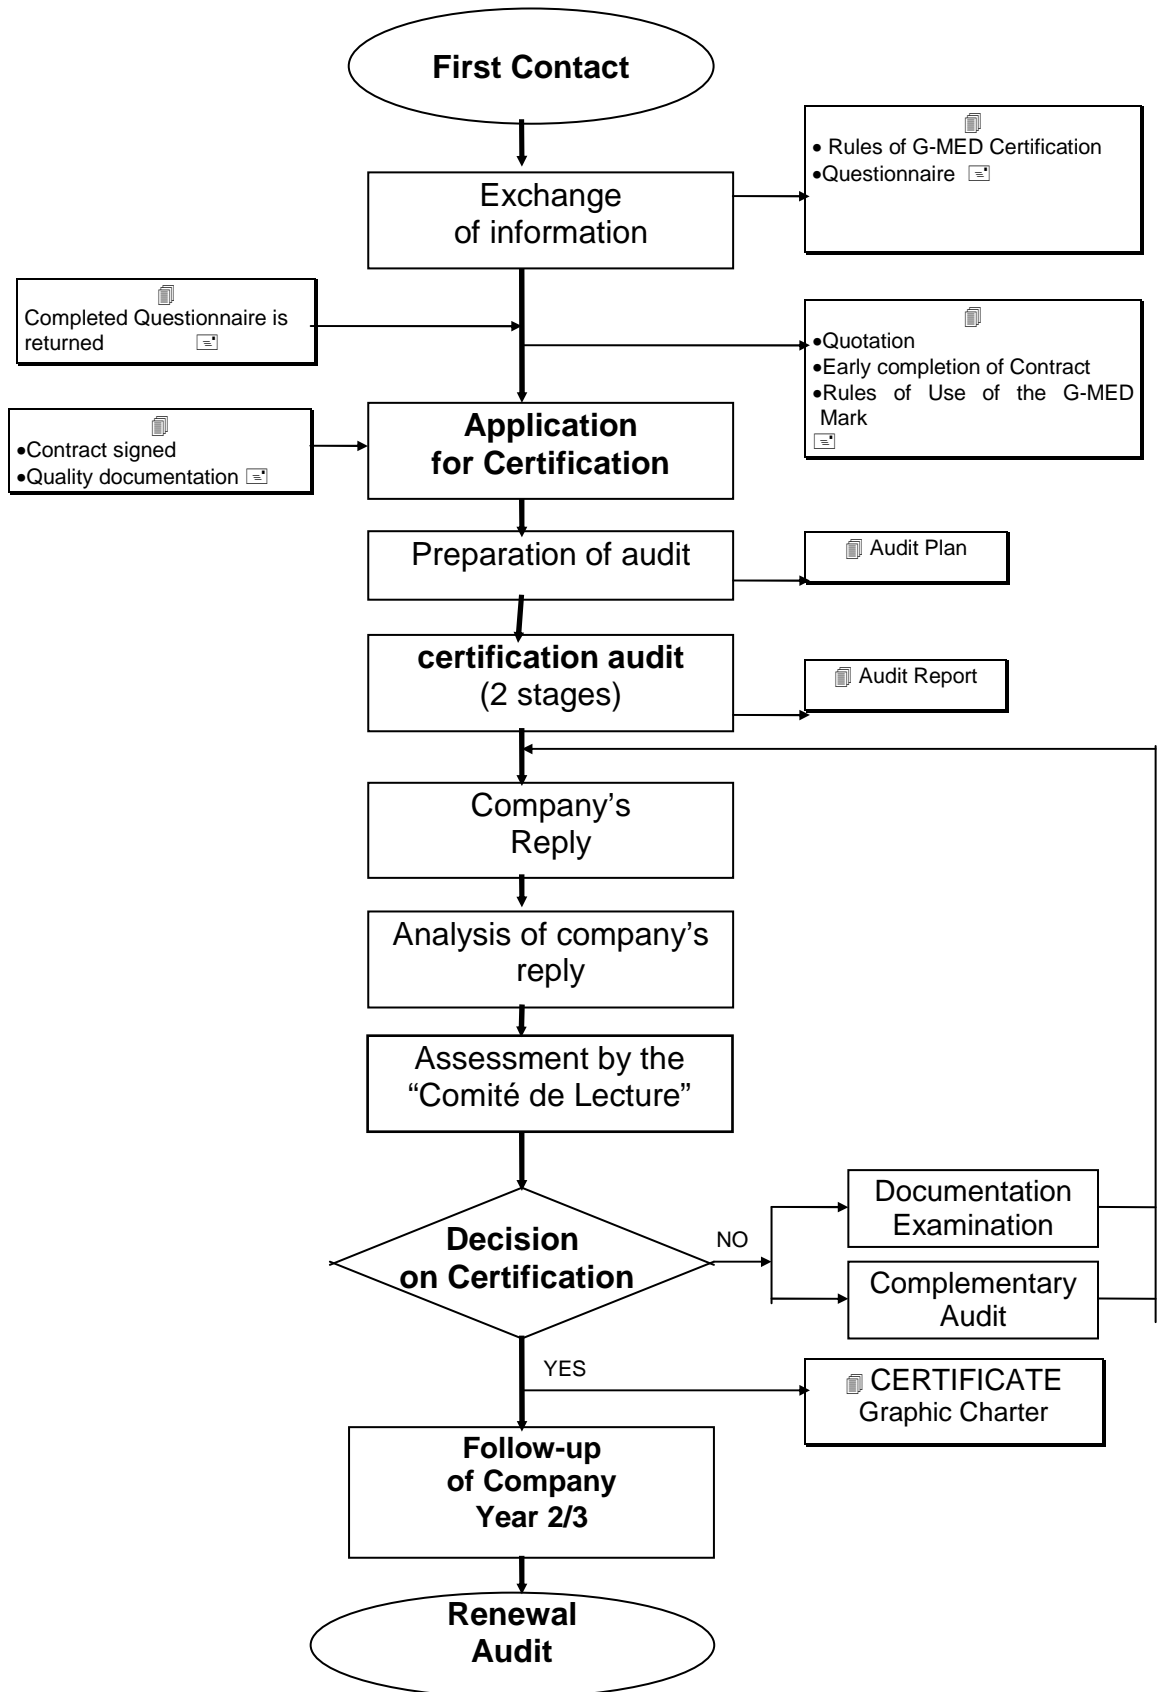 First Contact
• Rules of G-MED Certification
•Questionnaire
Exchange
of information
Completed Questionnaire is
returned
•Quotation
•Early completion of Contract
•Rules of Use of the G-MED
Mark
•Contract signed
•Quality documentation
Application
for Certification
Preparation of audit
Audit Plan
certification audit
(2 stages)
Audit Report
Company’s
Reply
Analysis of company’s
reply
Assessment by the
“Comité de Lecture”
Decision
on Certification
NO
Documentation
Examination
Complementary
Audit
YES
CERTIFICATE
Graphic Charter
Follow-up
of Company
Year 2/3
Renewal
Audit